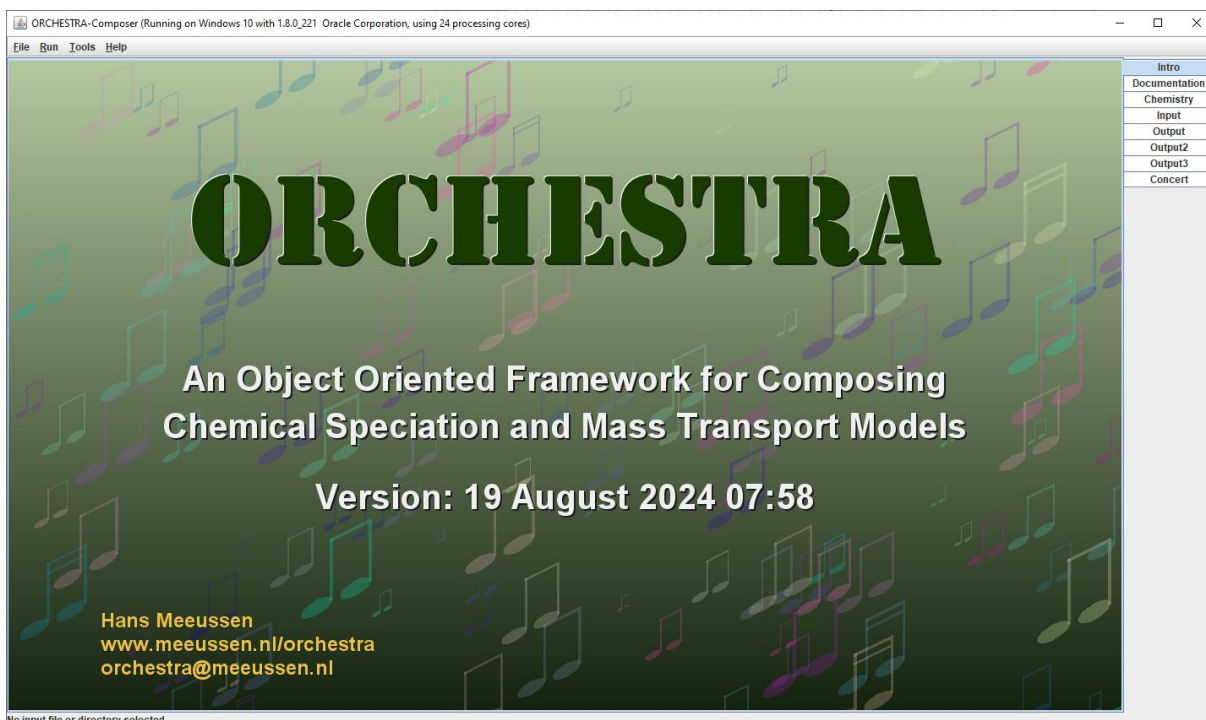 ORCHESTRA-Composer (Running on Windows 10 with 1.8.0_221 Oracle Corporation, using 24 processing cores)
File Run Tools Help
Intro
Documentation
Chemistry
Input
Output
Output2
Output3
Concert
ORCHESTRA
An Object Oriented Framework for Composing
Chemical Speciation and Mass Transport Models
Version: 19 August 2024 07:58
Hans Meeussen
www.meeussen.nl/orchestra
orchestra@meeussen.nl
No input file or directory selected